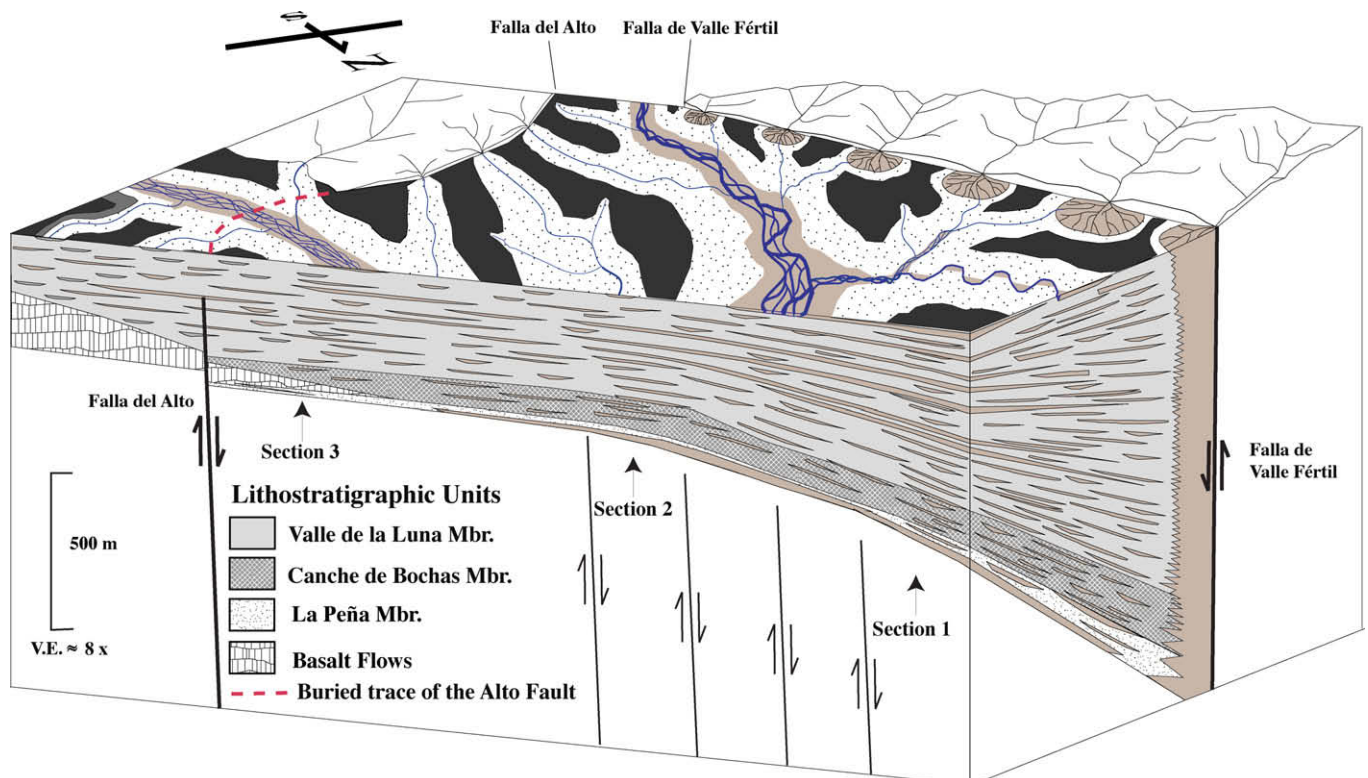 S
N
Falla del Alto
Falla de Valle Fértil
Falla del Alto
Section 3
Section 2
Section 1
Falla de
Valle Fértil
500 m
V.E. ≈ 8 x
Lithostratigraphic Units
Valle de la Luna Mbr.
Canche de Bochas Mbr.
La Peña Mbr.
Basalt Flows
Buried trace of the Alto Fault